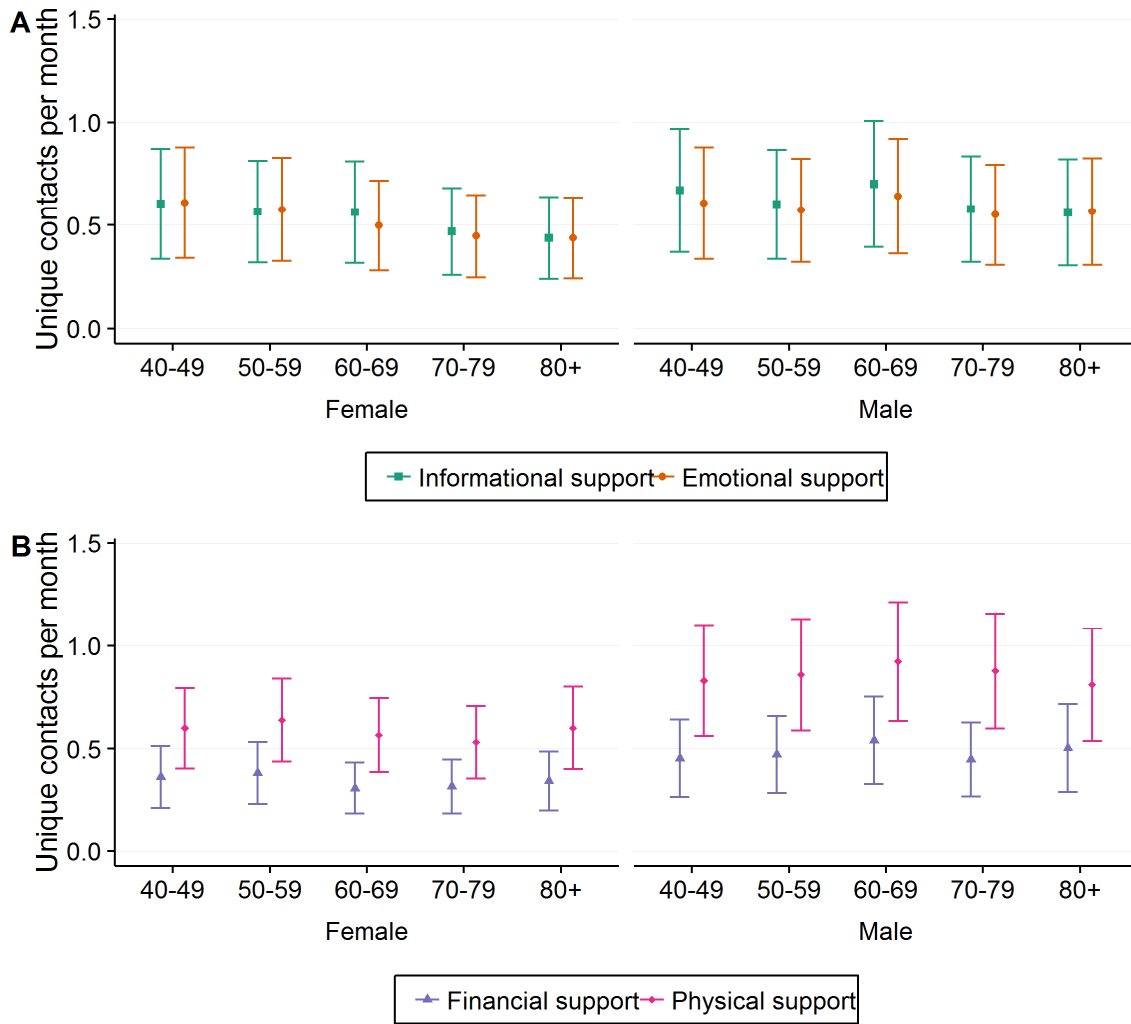 A
Unique contacts per month
1.5
1.0
0.5
0.0
40-49 50-59 60-69 70-79 80+ 40-49 50-59 60-69 70-79 80+
Female Male
Informational support Emotional support
B
Unique contacts per month
1.5
1.0
0.5
0.0
40-49 50-59 60-69 70-79 80+ 40-49 50-59 60-69 70-79 80+
Female Male
Financial support Physical support